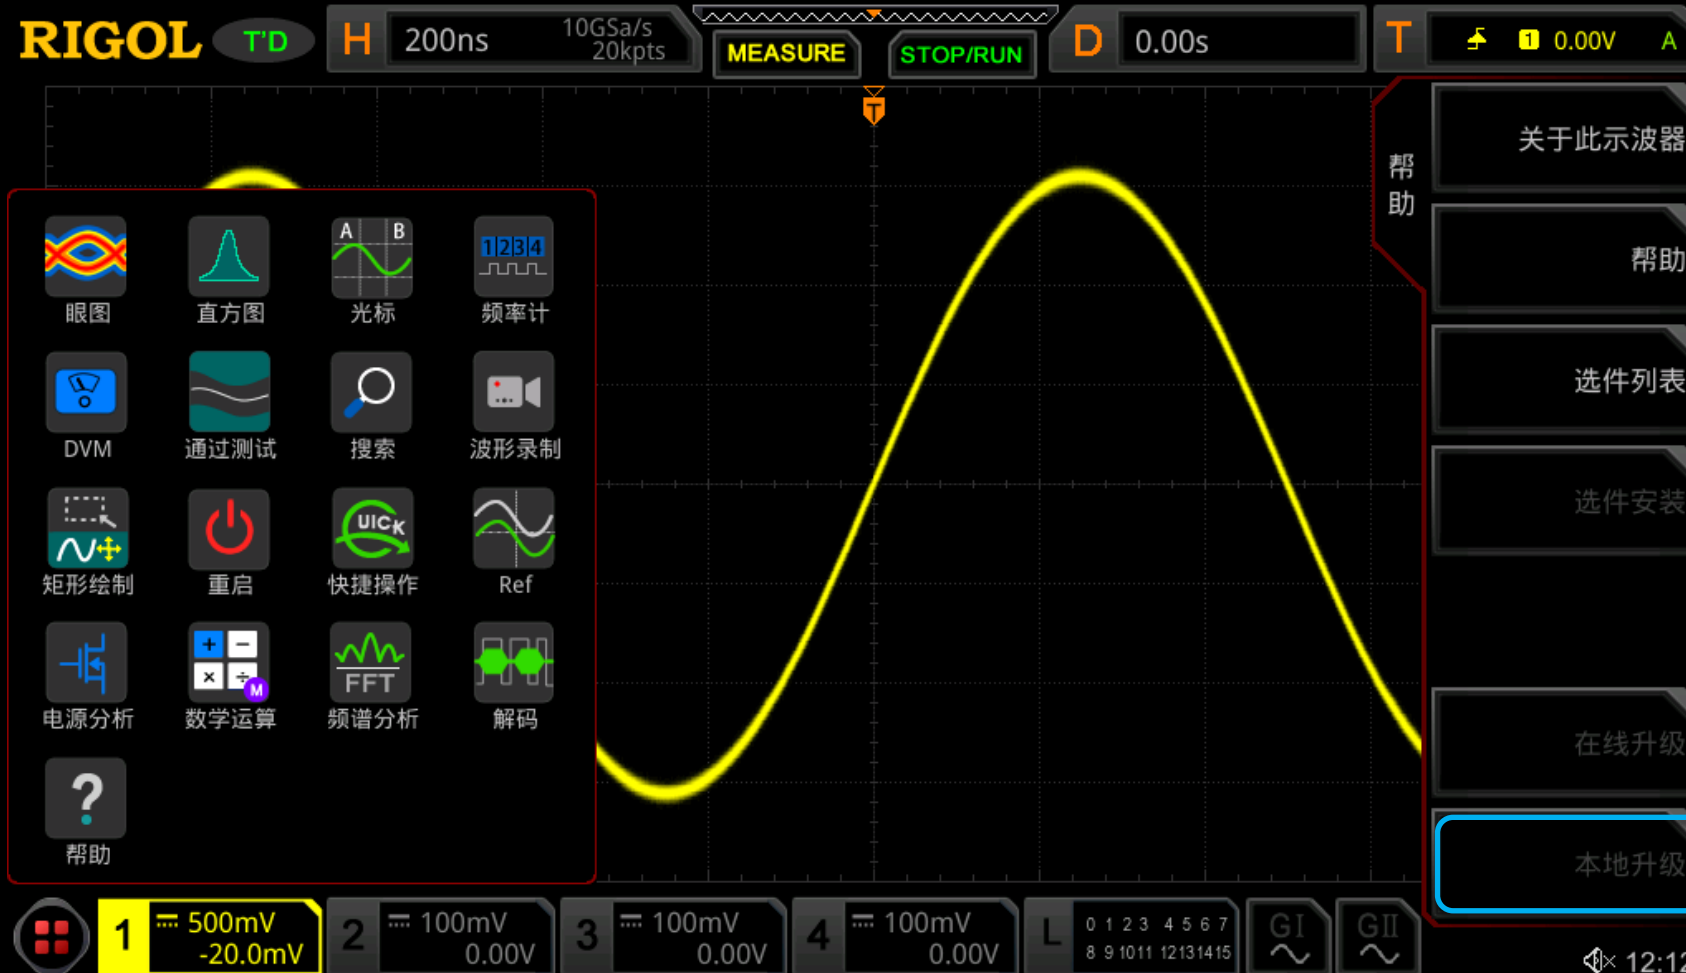 RIGOL
T'D
H
200ns
10GSa/s
20kpts
MEASURE
STOP/RUN
D
0.00s
T
1
0.00V
A
T
帮助
关于此示波器
帮助
选件列表
选件安装
在线升级
本地升级
A B
1234
眼图
直方图
光标
频率计
DVM
通过测试
搜索
波形录制
UICK
矩形绘制
重启
快捷操作
Ref
+ −
× ÷
M
FFT
电源分析
数学运算
频谱分析
解码
?
帮助
1
500mV
-20.0mV
2
100mV
0.00V
3
100mV
0.00V
4
100mV
0.00V
L
0 1 2 3 4 5 6 7
8 9 10 11 12 13 14 15
GI
GII
12:12